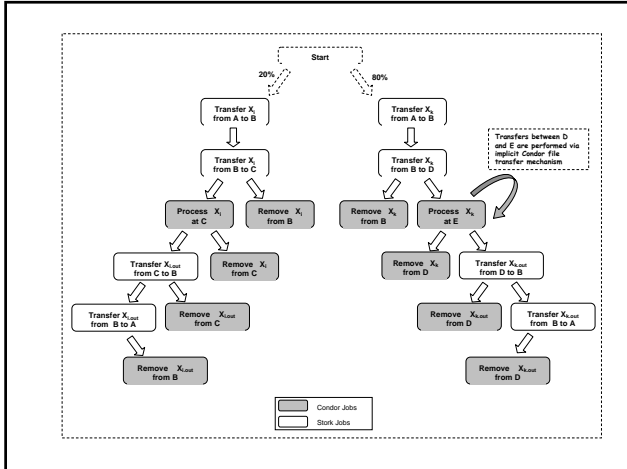 Start
20%
80%
Transfer Xi
from A to B
Transfer Xk
from A to B
Transfers between D
and E are performed via
implicit Condor file
transfer mechanism
Transfer Xi
from B to C
Transfer Xk
from B to D
Process Xi
at C
Remove Xi
from B
Remove Xk
from B
Process Xk
at E
Transfer Xi.out
from C to B
Remove Xi
from C
Remove Xk
from D
Transfer Xk.out
from D to B
Transfer Xi.out
from B to A
Remove Xi.out
from C
Remove Xk.out
from D
Transfer Xk.out
from B to A
Remove Xi.out
from B
Remove Xk.out
from D
Condor Jobs
Stork Jobs